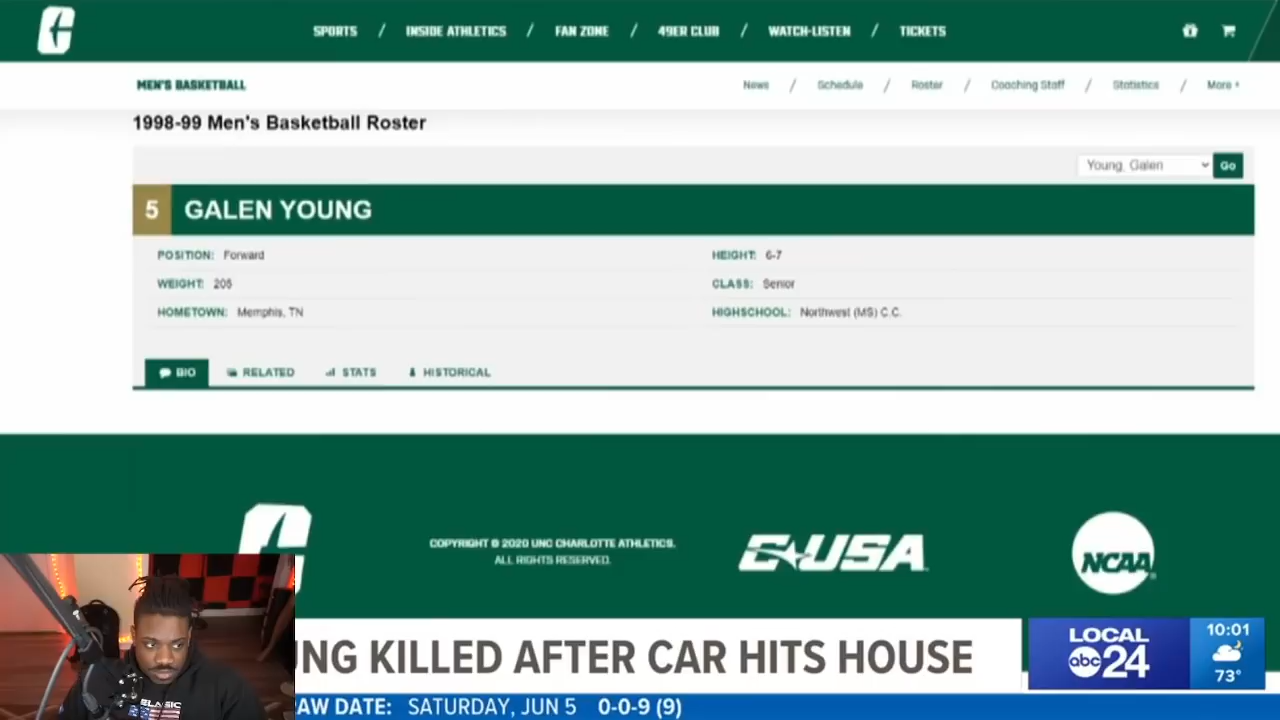 SPORTS / INSIDE ATHLETICS / FAN ZONE / 49ER CLUB / WATCH-LISTEN / TICKETS
MEN'S BASKETBALL
News / Schedule / Roster / Coaching Staff / Statistics / More +
1998-99 Men's Basketball Roster
Young, Galen
Go
5 GALEN YOUNG
POSITION: Forward
HEIGHT: 6-7
WEIGHT: 205
CLASS: Senior
HOMETOWN: Memphis, TN
HIGHSCHOOL: Northwest (MS) C.C.
BIO
RELATED
STATS
HISTORICAL
COPYRIGHT © 2020 UNC CHARLOTTE ATHLETICS.
ALL RIGHTS RESERVED.
C-USA
NCAA
UNG KILLED AFTER CAR HITS HOUSE
LOCAL
abc 24
10:01
73°
AW DATE: SATURDAY, JUN 5 0-0-9 (9)